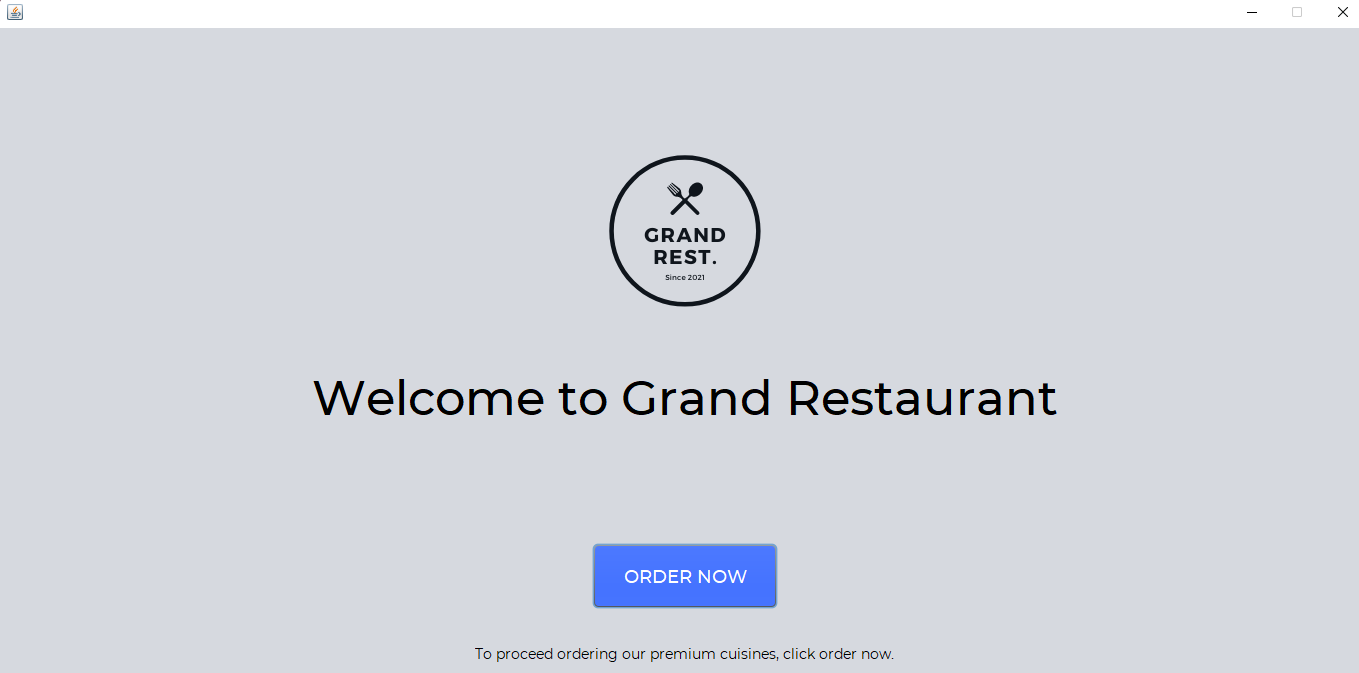 GRAND
REST.
Since 2021
Welcome to Grand Restaurant
ORDER NOW
To proceed ordering our premium cuisines, click order now.